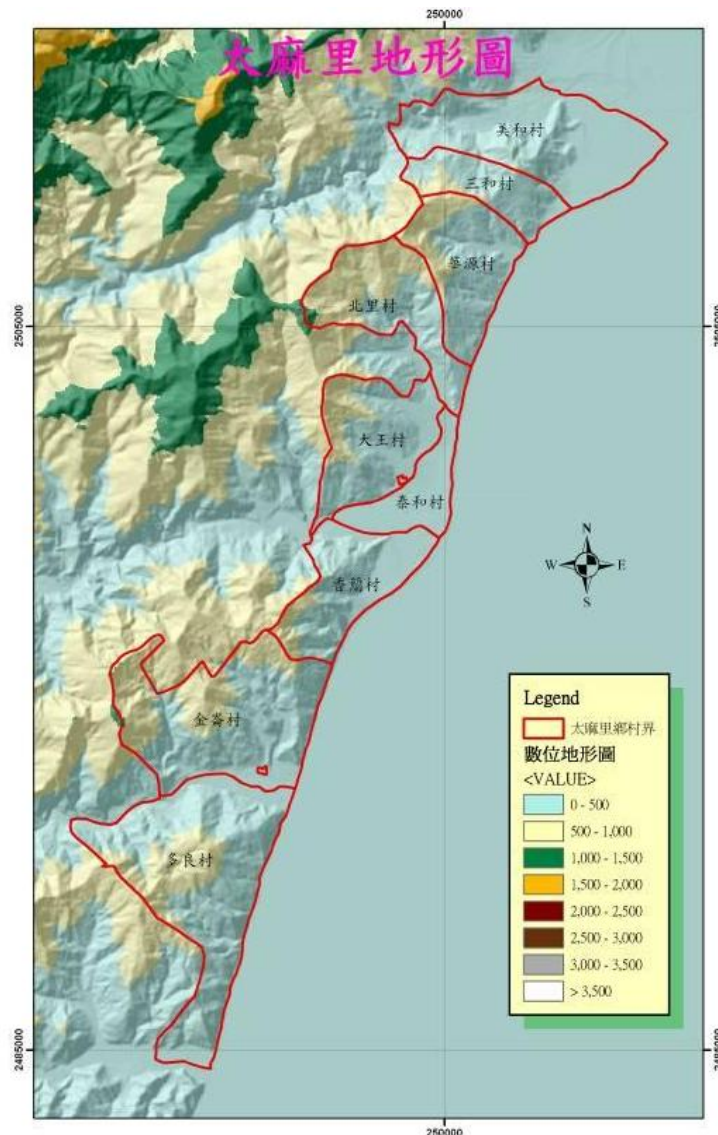 250000
太麻里地形圖
美和村
三和村
華源村
北里村
2505000
2505000
大王村
泰和村
N
W
E
S
香蘭村
金崙村
多良村
Legend
太麻里鄉村界
數位地形圖
<VALUE>
0 - 500
500 - 1,000
1,000 - 1,500
1,500 - 2,000
2,000 - 2,500
2,500 - 3,000
3,000 - 3,500
> 3,500
2485000
2485000
250000